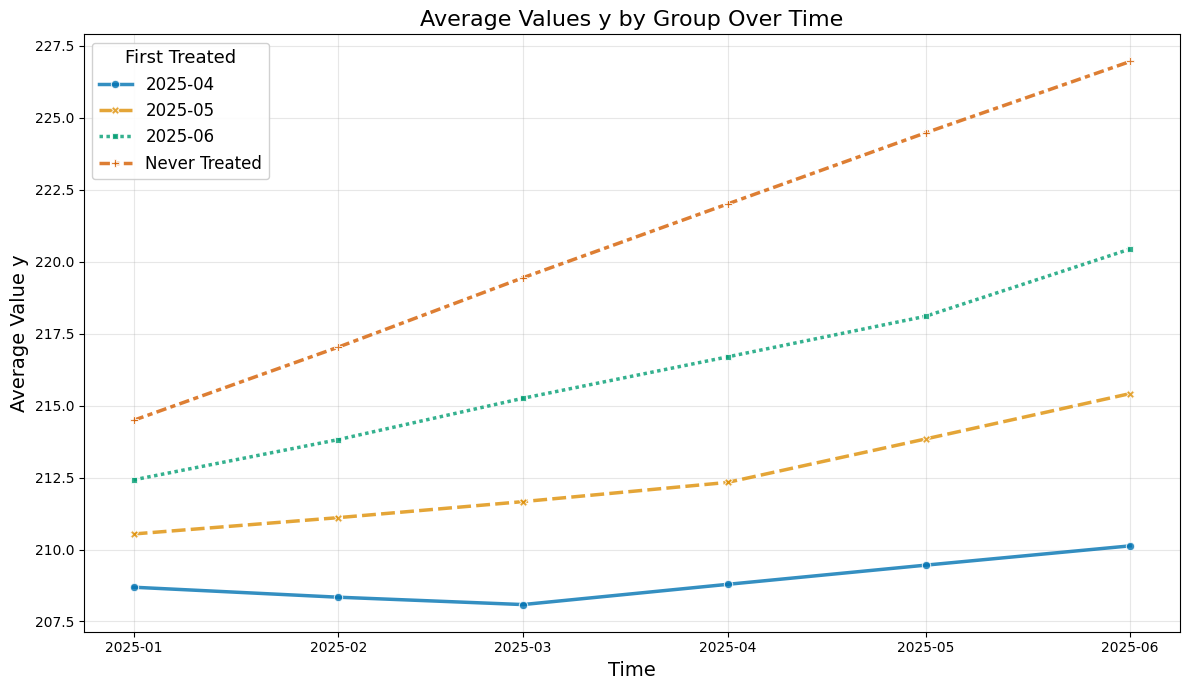 Average Values y by Group Over Time
First Treated
2025-04
2025-05
2025-06
Never Treated
Average Value y
227.5
225.0
222.5
220.0
217.5
215.0
212.5
210.0
207.5
2025-01 2025-02 2025-03 2025-04 2025-05 2025-06
Time